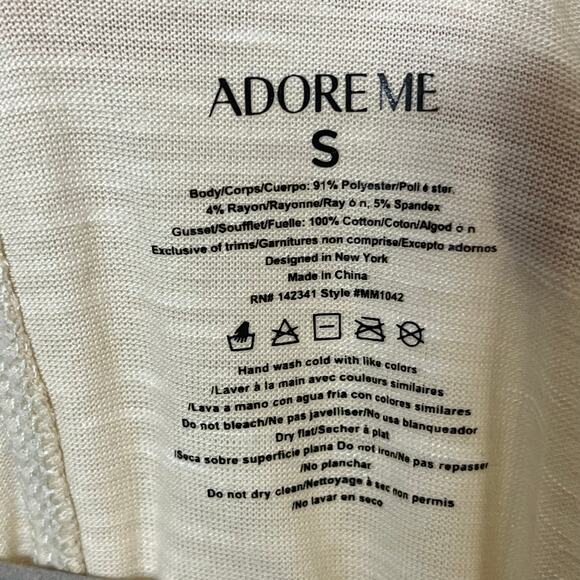 ADORE ME
S
Body/Corps/Cuerpo: 91% Polyester/Poli é ster,
4% Rayon/Rayonne/Ray ó n, 5% Spandex
Gusset/Soufflet/Fuelle: 100% Cotton/Coton/Algod ó n
Exclusive of trims/Garnitures non comprise/Excepto adornos
Designed in New York
Made in China
RN# 142341 Style #MM1042
Hand wash cold with like colors
/Laver à la main avec couleurs similaires
/Lava a mano con agua fria con colores similares
Do not bleach/Ne pas javelliser/No usa blanqueador
Dry flat/Secher à plat
/Seca sobre superficie plana Do not iron/Ne pas repasser
/No planchar
Do not dry clean/Nettoyage à sec non permis
/No lavar en seco